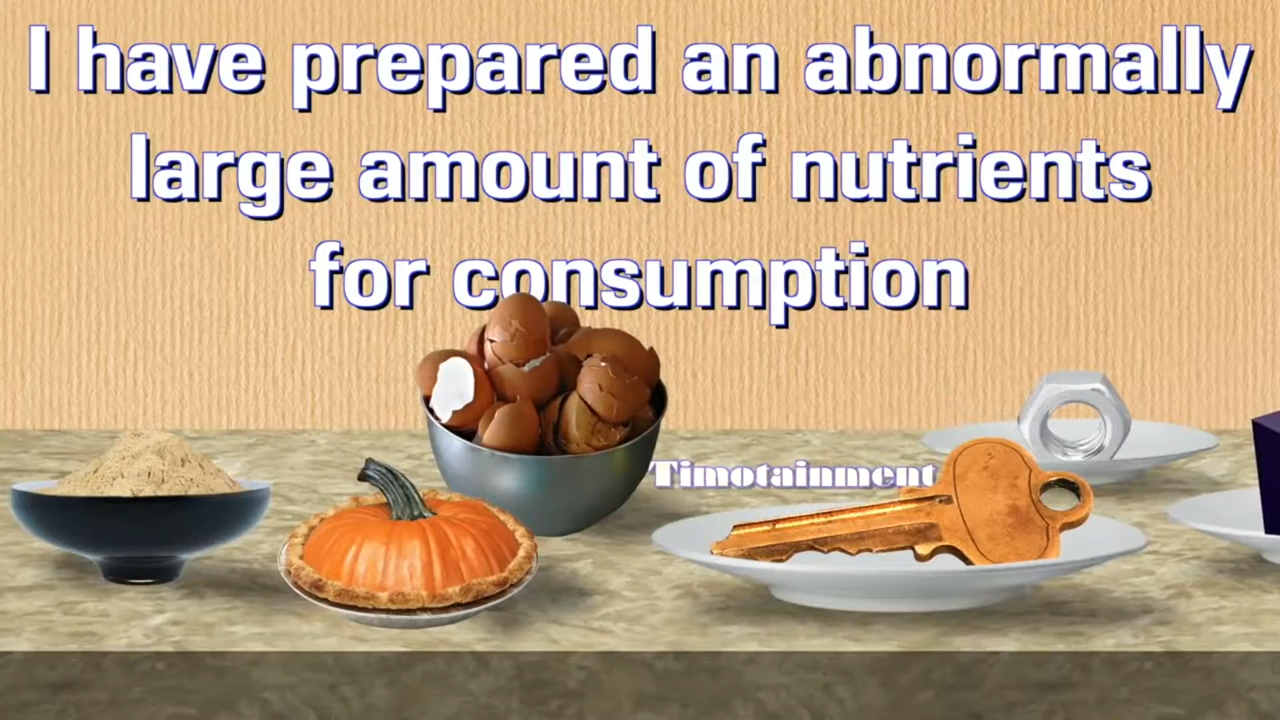 I have prepared an abnormally
large amount of nutrients
for consumption
Timotainment